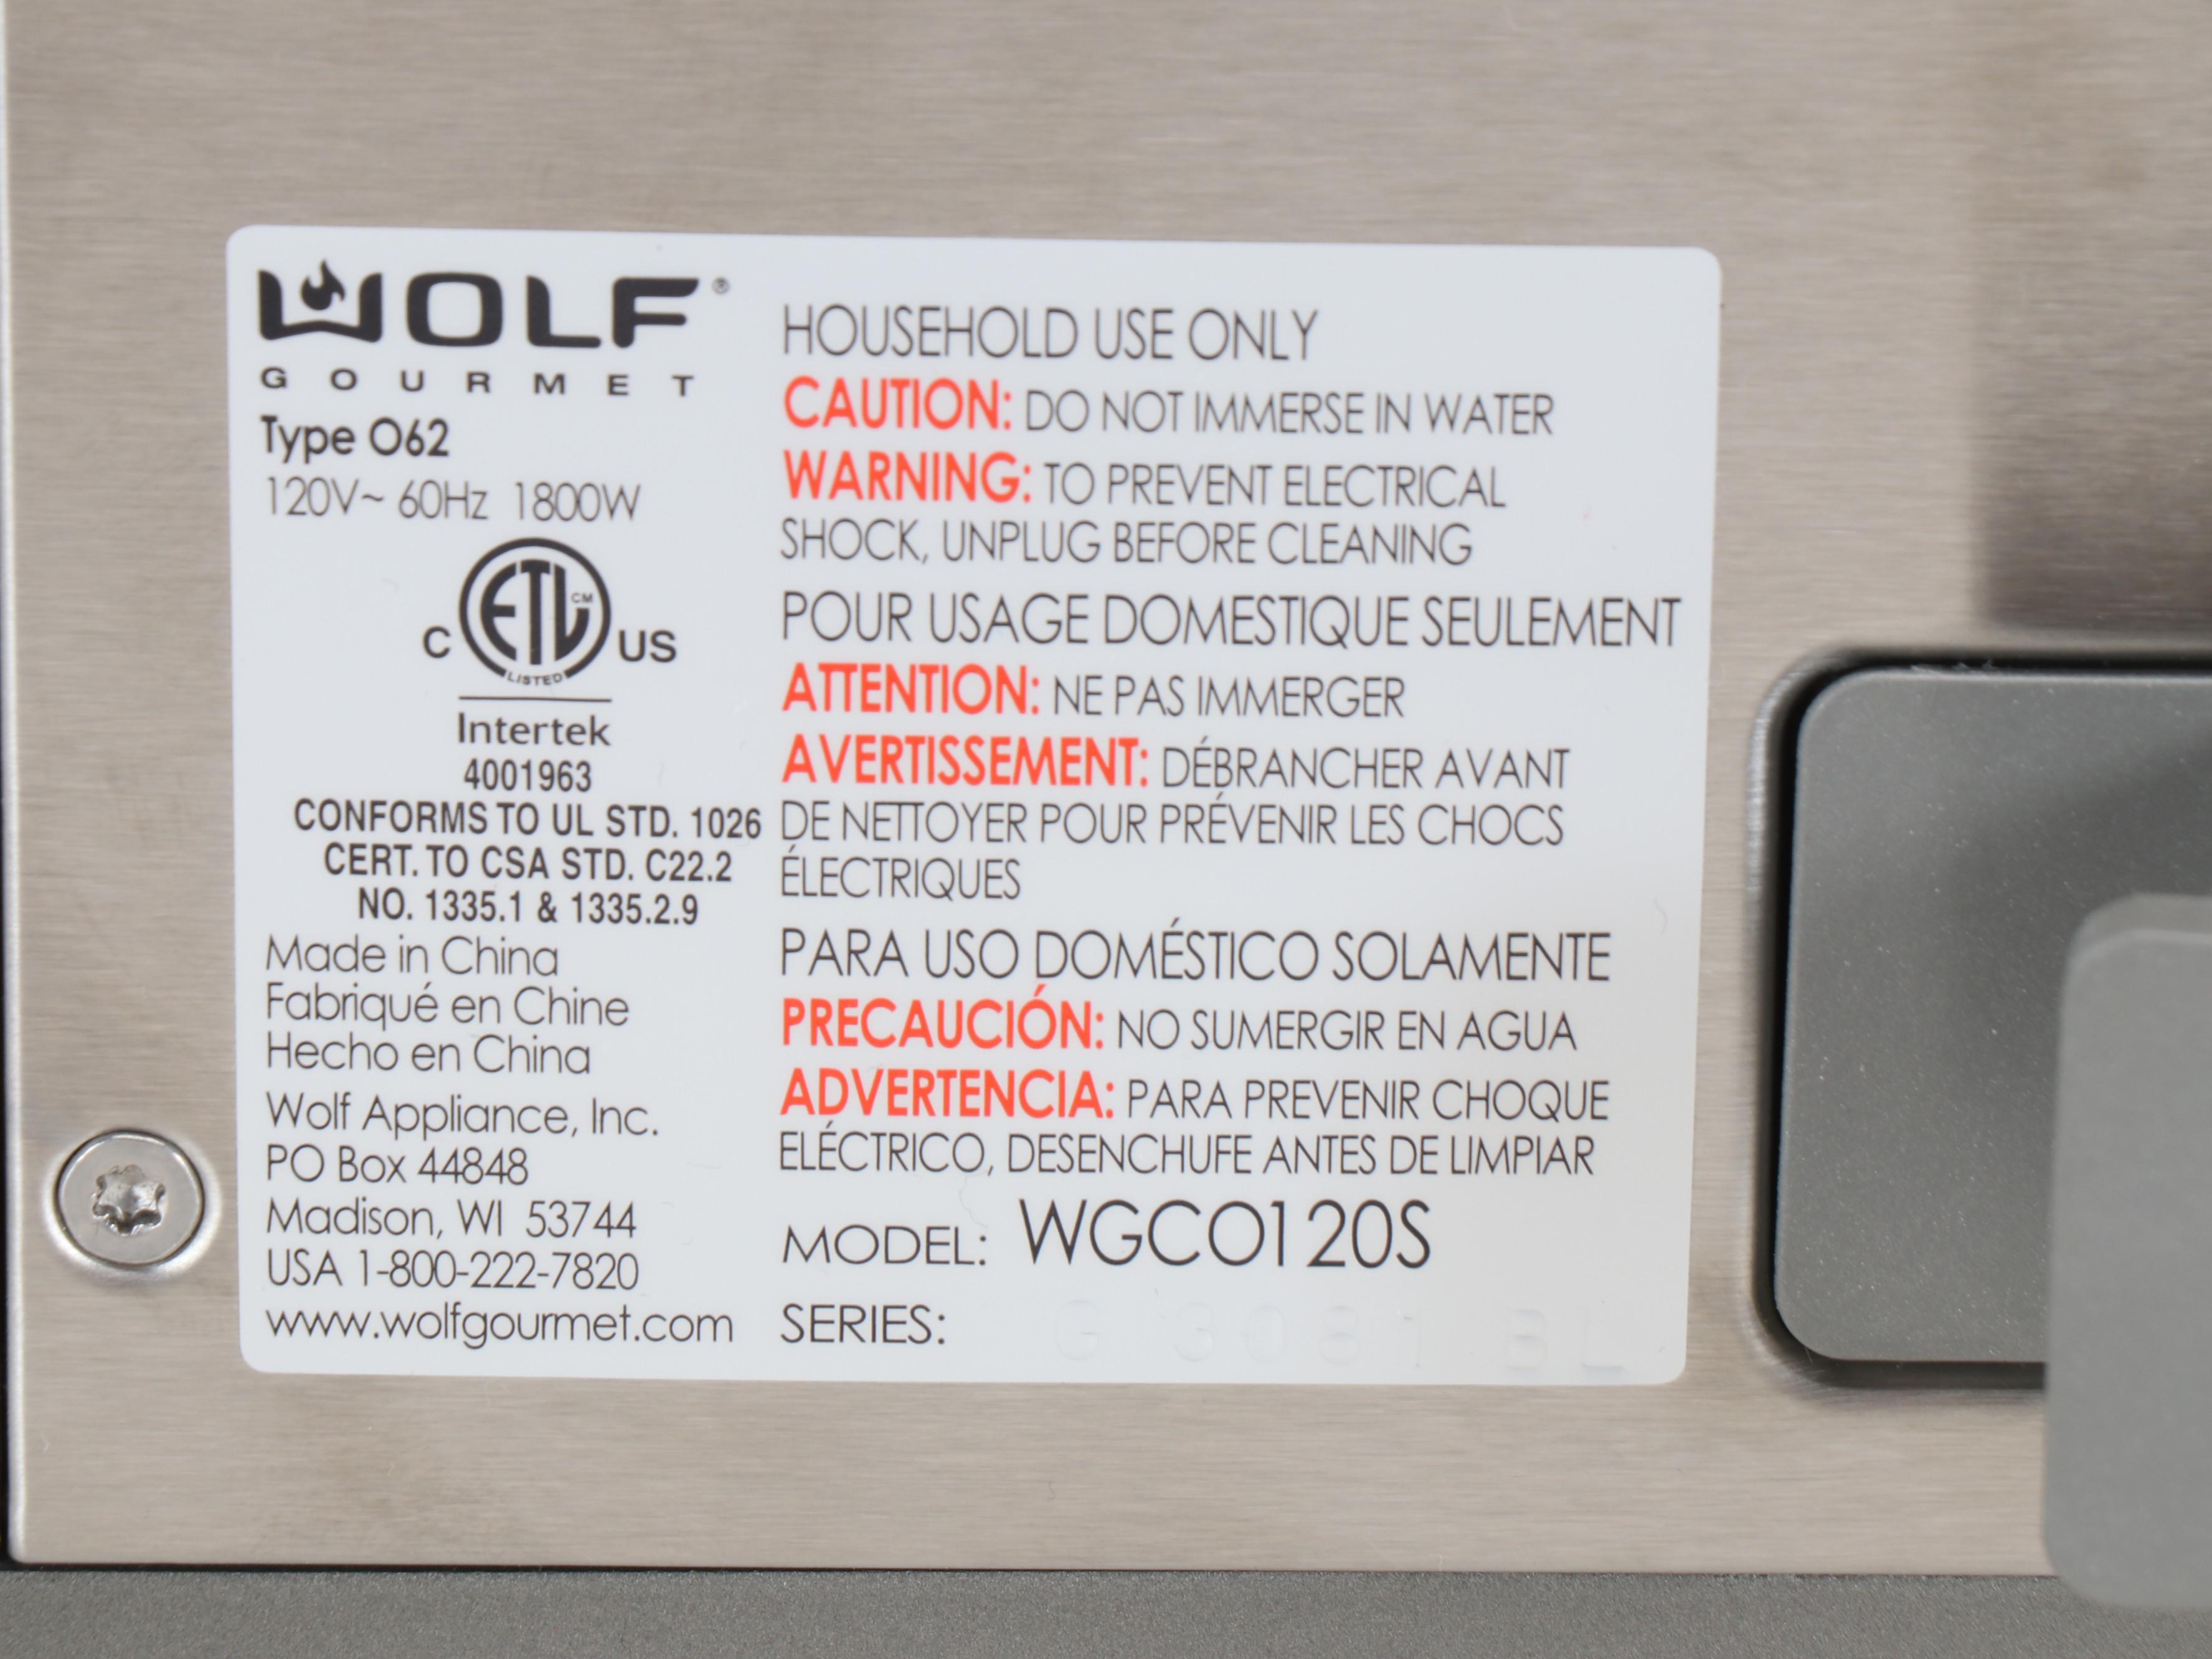 WOLF®
GOURMET
Type O62
120V~ 60Hz 1800W
C ETL CM US
LISTED
Intertek
4001963
CONFORMS TO UL STD. 1026
CERT. TO CSA STD. C22.2
NO. 1335.1 & 1335.2.9
Made in China
Fabriqué en Chine
Hecho en China
Wolf Appliance, Inc.
PO Box 44848
Madison, WI 53744
USA 1-800-222-7820
www.wolfgourmet.com
HOUSEHOLD USE ONLY
CAUTION: DO NOT IMMERSE IN WATER
WARNING: TO PREVENT ELECTRICAL
SHOCK, UNPLUG BEFORE CLEANING
POUR USAGE DOMESTIQUE SEULEMENT
ATTENTION: NE PAS IMMERGER
AVERTISSEMENT: DÉBRANCHER AVANT
DE NETTOYER POUR PRÉVENIR LES CHOCS
ÉLECTRIQUES
PARA USO DOMÉSTICO SOLAMENTE
PRECAUCIÓN: NO SUMERGIR EN AGUA
ADVERTENCIA: PARA PREVENIR CHOQUE
ELÉCTRICO, DESENCHUFE ANTES DE LIMPIAR
MODEL: WGCO120S
SERIES: